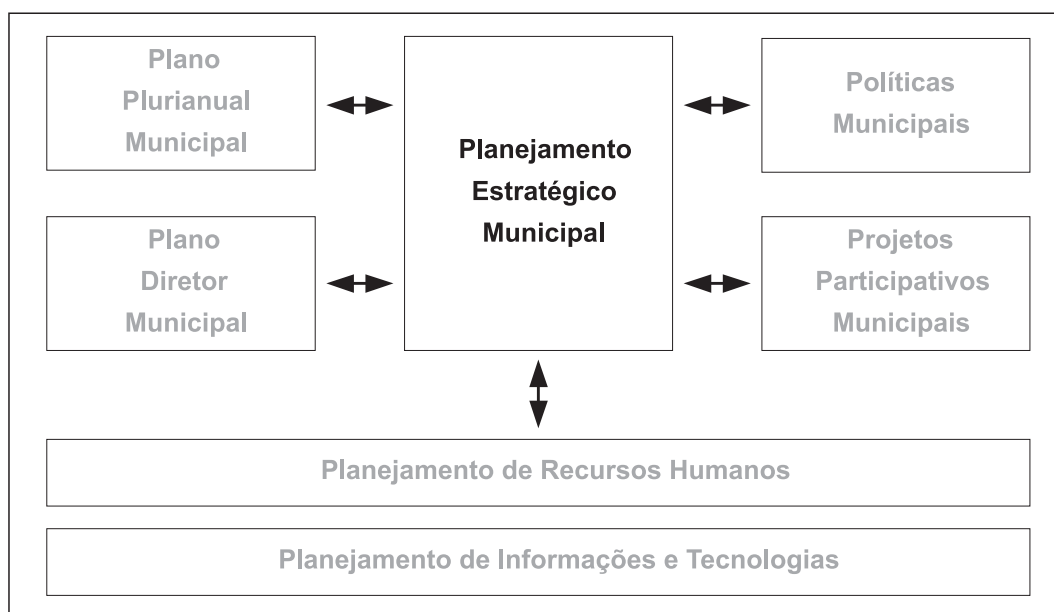 Plano
Plurianual
Municipal
Plano
Diretor
Municipal
Planejamento
Estratégico
Municipal
Políticas
Municipais
Projetos
Participativos
Municipais
Planejamento de Recursos Humanos
Planejamento de Informações e Tecnologias